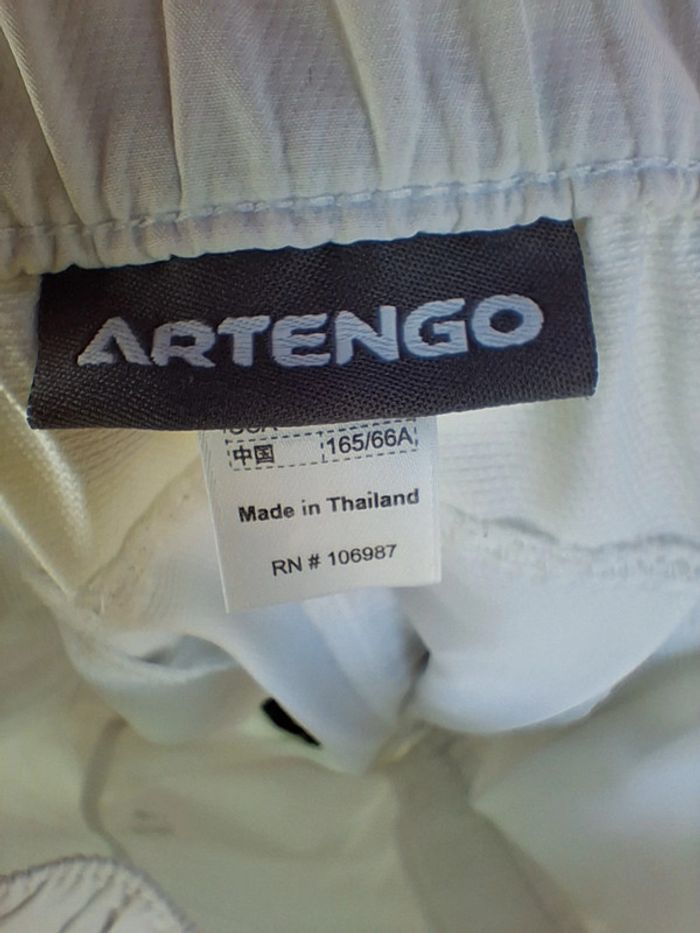 ARTENGO
中国 165/66A
Made in Thailand
RN # 106987